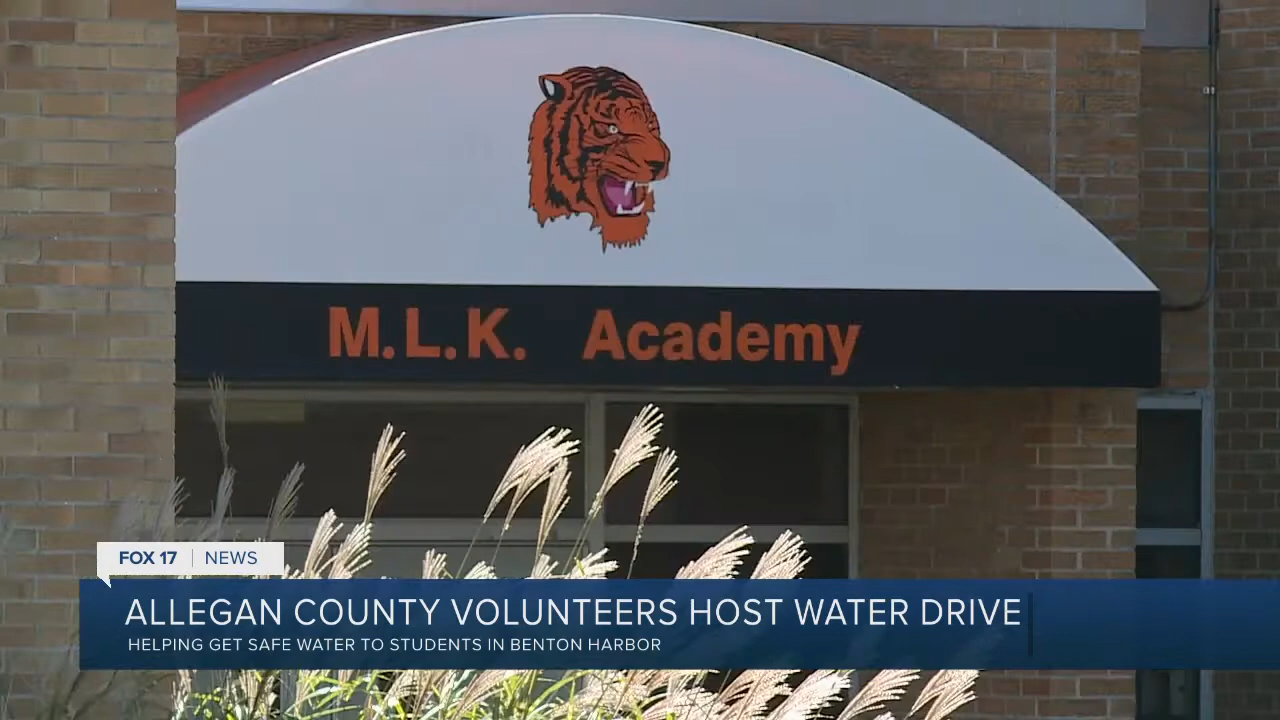 M.L.K. Academy
FOX 17 NEWS
ALLEGAN COUNTY VOLUNTEERS HOST WATER DRIVE
HELPING GET SAFE WATER TO STUDENTS IN BENTON HARBOR